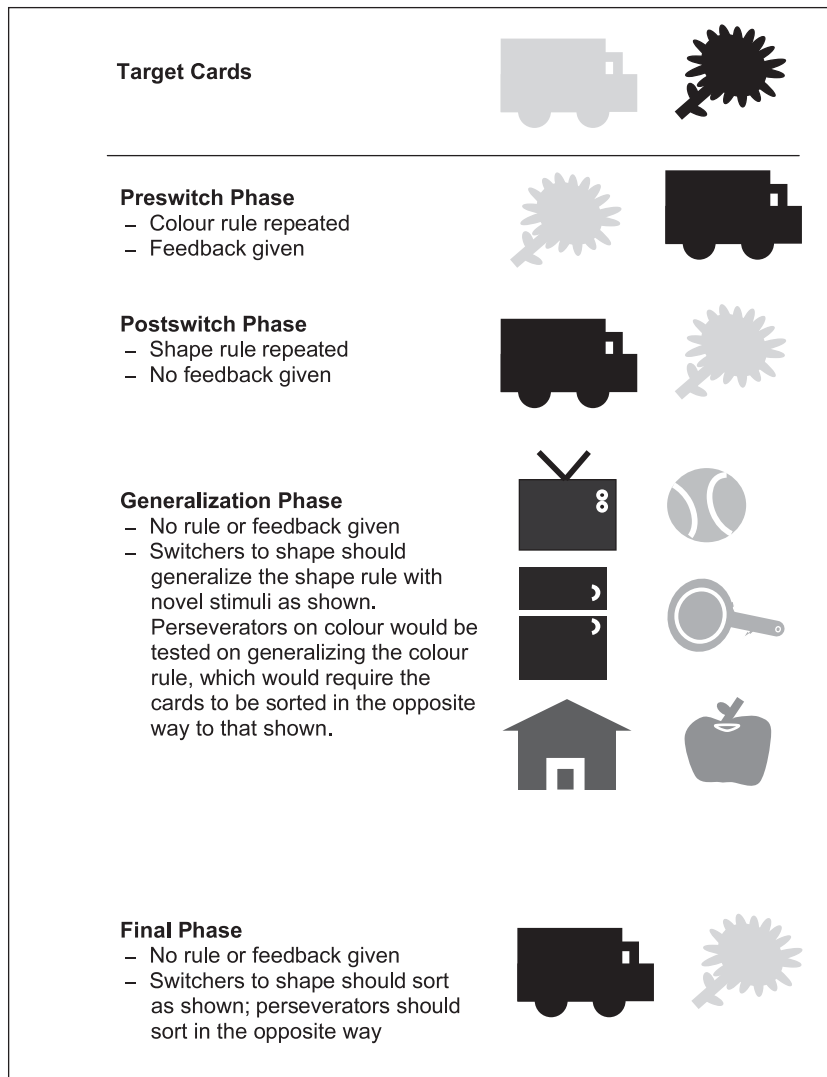 Target Cards
Preswitch Phase
– Colour rule repeated
– Feedback given
Postswitch Phase
– Shape rule repeated
– No feedback given
Generalization Phase
– No rule or feedback given
– Switchers to shape should
generalize the shape rule with
novel stimuli as shown.
Perseverators on colour would be
tested on generalizing the colour
rule, which would require the
cards to be sorted in the opposite
way to that shown.
Final Phase
– No rule or feedback given
– Switchers to shape should sort
as shown; perseverators should
sort in the opposite way